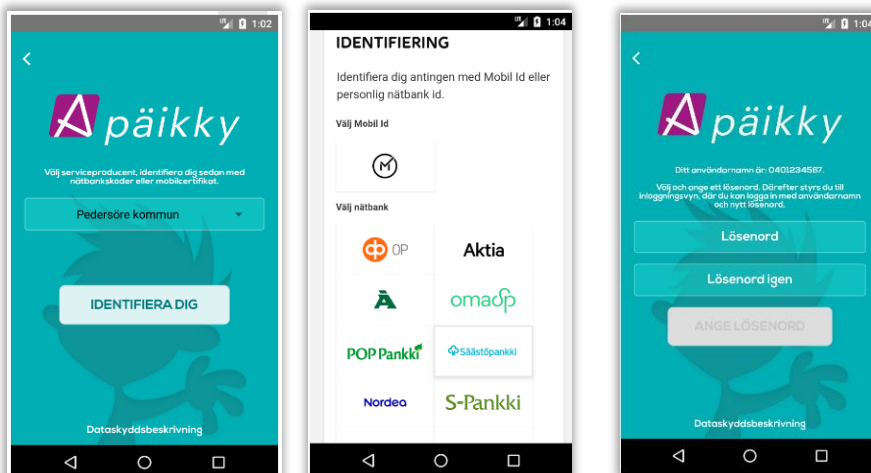 LTE 1:02
päikky
Välj serviceproducent, identifiera dig sedan med
nätbankskoder eller mobilcertifikat.
Pedersöre kommun
IDENTIFIERA DIG
Dataskyddsbeskrivning
LTE 1:04
IDENTIFIERING
Identifiera dig antingen med Mobil Id eller
personlig nätbank id.
Välj Mobil Id
M
Välj nätbank
OP
Aktia
Å
omasp
POP Pankki
Säästöpankki
Nordea
S-Pankki
LTE 1:04
päikky
Ditt användarnamn är: 0401234567.
Välj och ange ett lösenord. Därefter styrs du till
inloggningsvyn, där du kan logga in med användarnamn
och nytt lösenord.
Lösenord
Lösenord igen
ANGE LÖSENORD
Dataskyddsbeskrivning